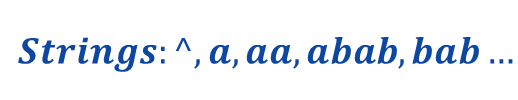 Strings: ^, a, aa, abab, bab ...